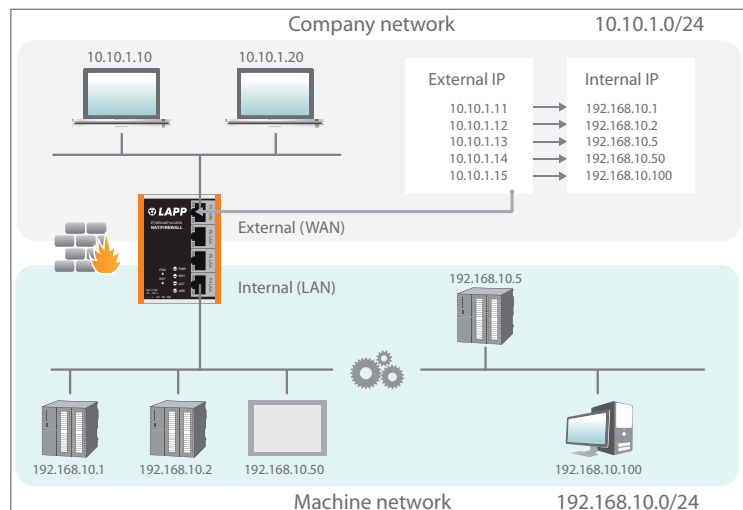 Company network 10.10.1.0/24
10.10.1.10 10.10.1.20
External IP Internal IP
10.10.1.11 192.168.10.1
10.10.1.12 192.168.10.2
10.10.1.13 192.168.10.5
10.10.1.14 192.168.10.50
10.10.1.15 192.168.10.100
LAPP
NAT/FIREWALL
External (WAN)
Internal (LAN)
192.168.10.5
192.168.10.1 192.168.10.2 192.168.10.50 192.168.10.100
Machine network 192.168.10.0/24